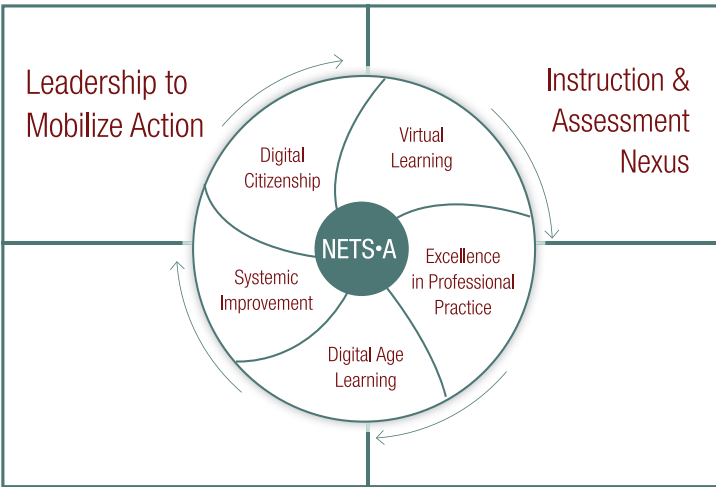 Leadership to
Mobilize Action
Instruction &
Assessment
Nexus
Virtual
Learning
Digital
Citizenship
NETS•A
Excellence
in Professional
Practice
Systemic
Improvement
Digital Age
Learning